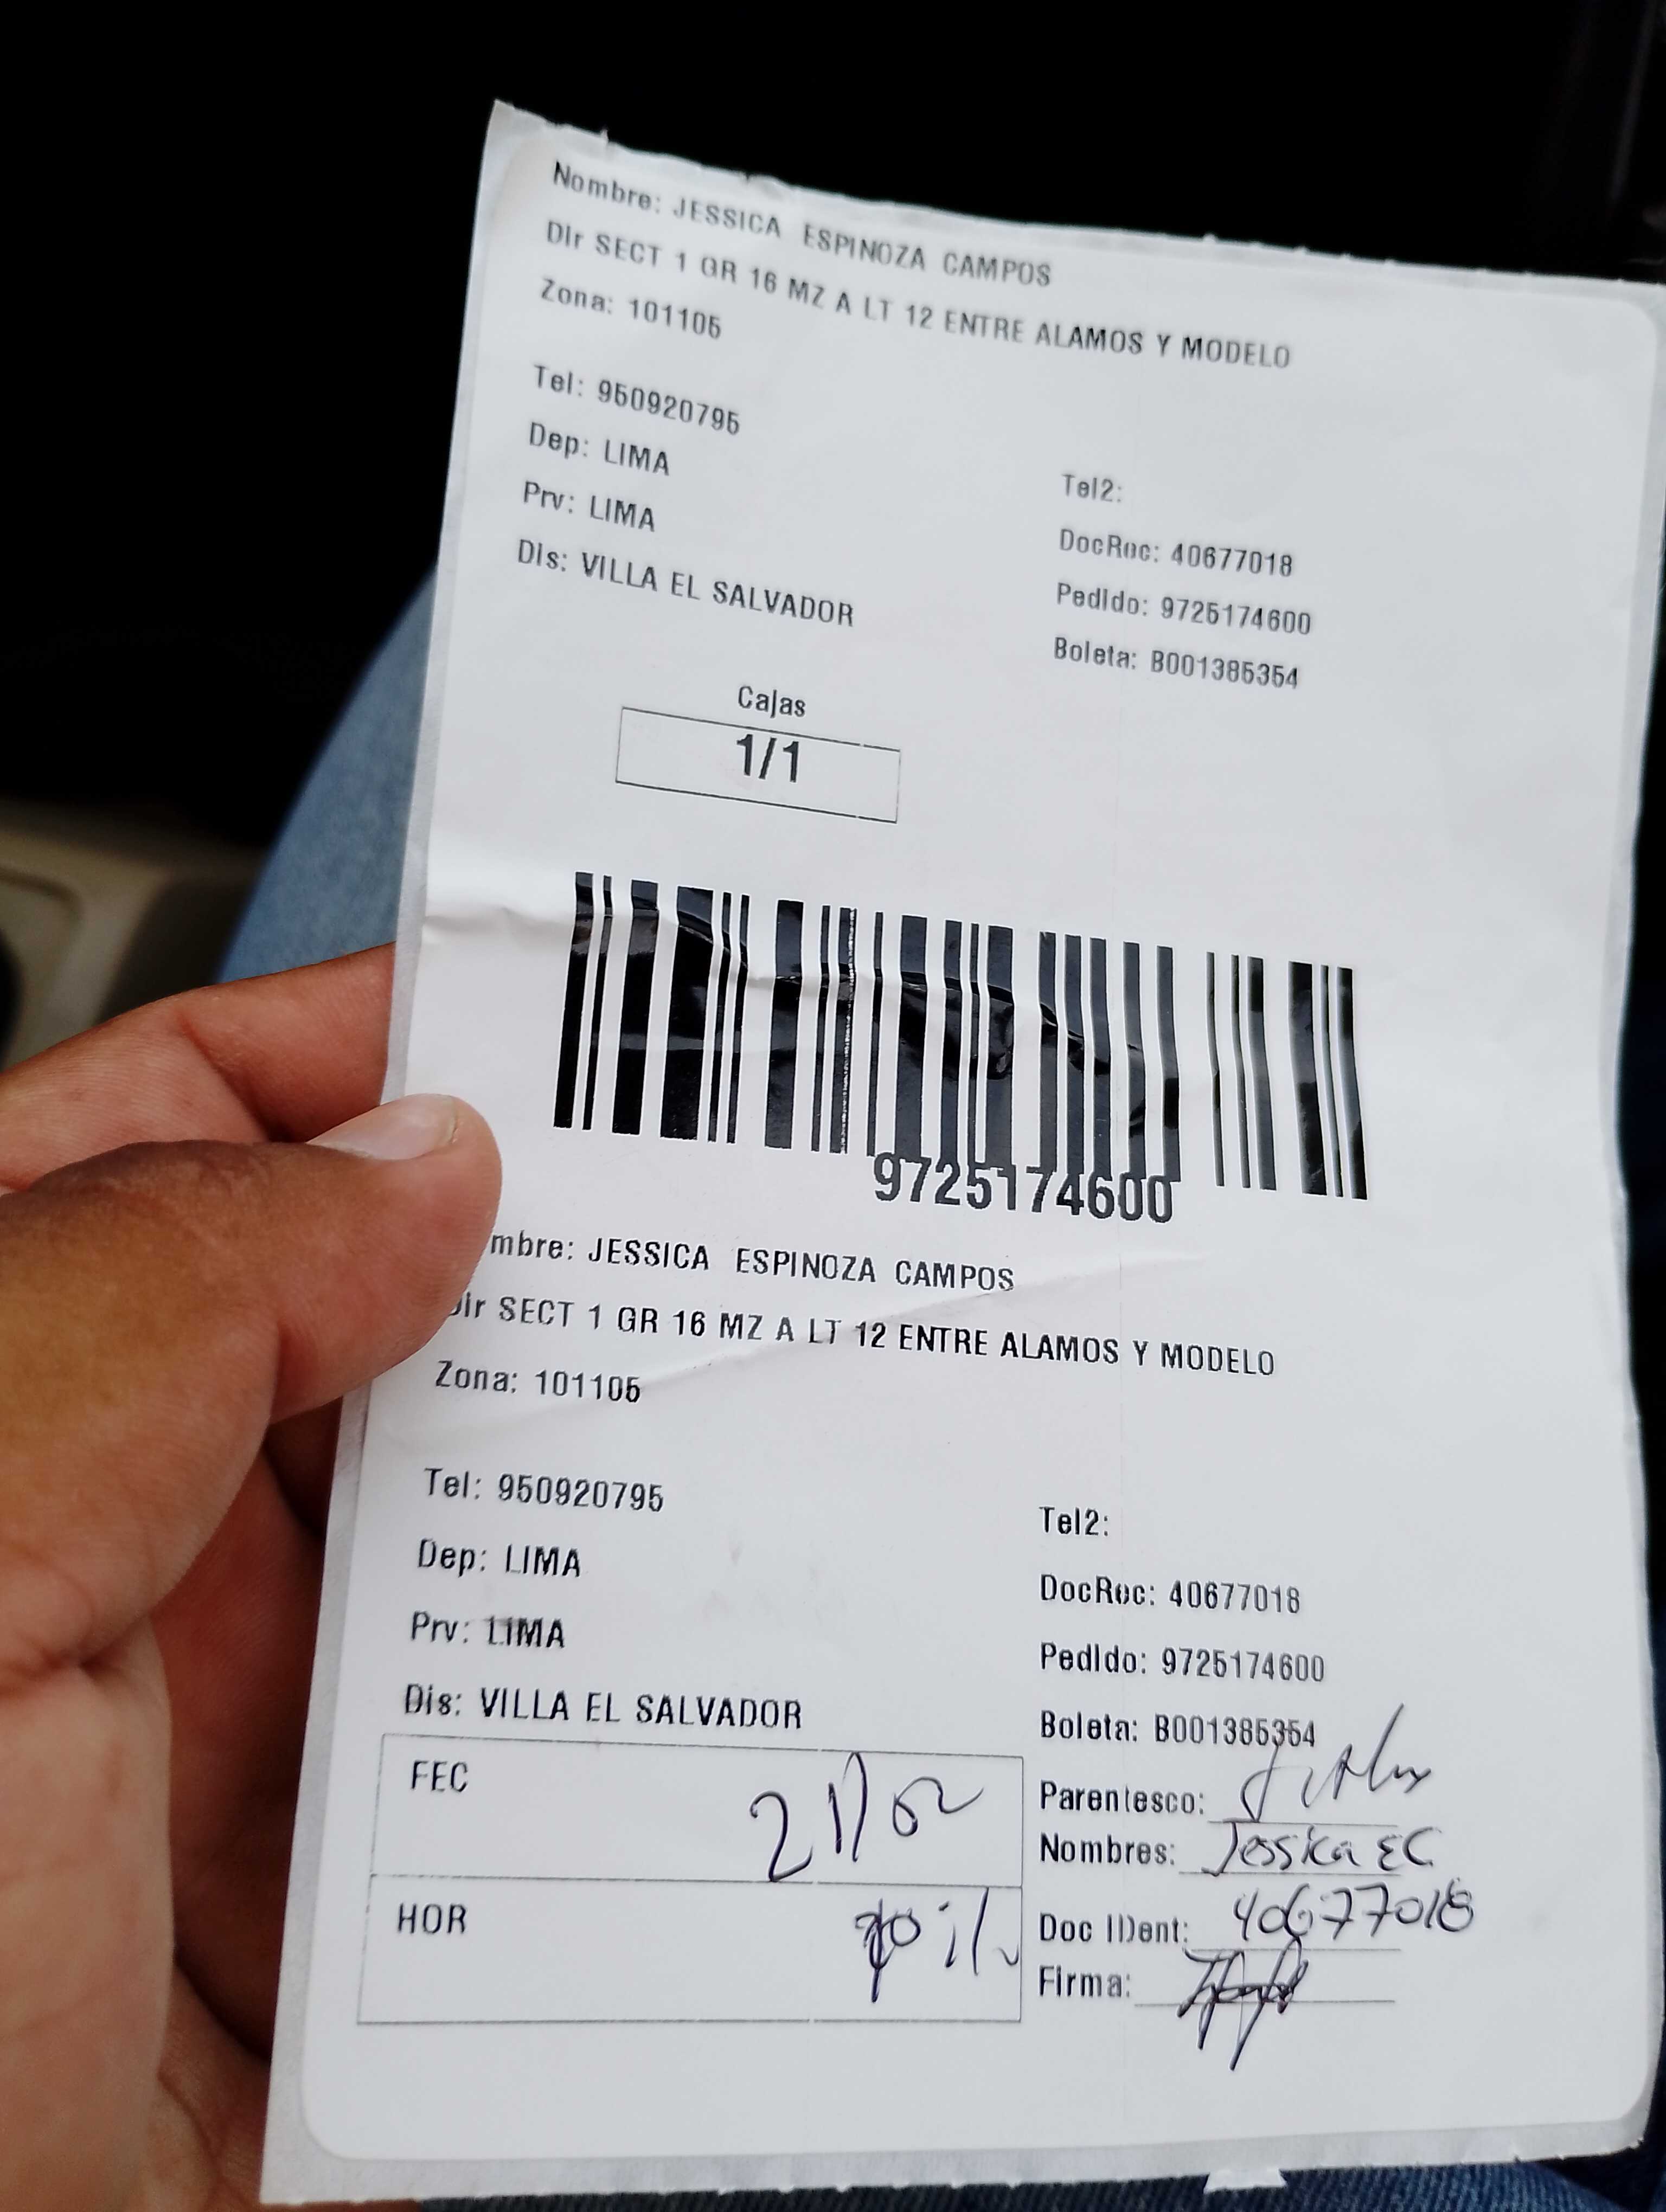 Nombre: JESSICA ESPINOZA CAMPOS
Dir SECT 1 GR 16 MZ A LT 12 ENTRE ALAMOS Y MODELO
Zona: 101105
Tel: 950920795
Dep: LIMA
Prv: LIMA
Dis: VILLA EL SALVADOR
Tel2:
DocRec: 40677018
Pedido: 9725174600
Boleta: B001385354
Cajas
1/1
9725174600
mbre: JESSICA ESPINOZA CAMPOS
Dir SECT 1 GR 16 MZ A LT 12 ENTRE ALAMOS Y MODELO
Zona: 101105
Tel: 950920795
Dep: LIMA
Prv: LIMA
Dis: VILLA EL SALVADOR
Tel2:
DocRec: 40677018
Pedido: 9725174600
Boleta: B001385354
FEC
HOR
Parentesco:
Nombres: Jessica EC
Doc IDent: 40677018
Firma: